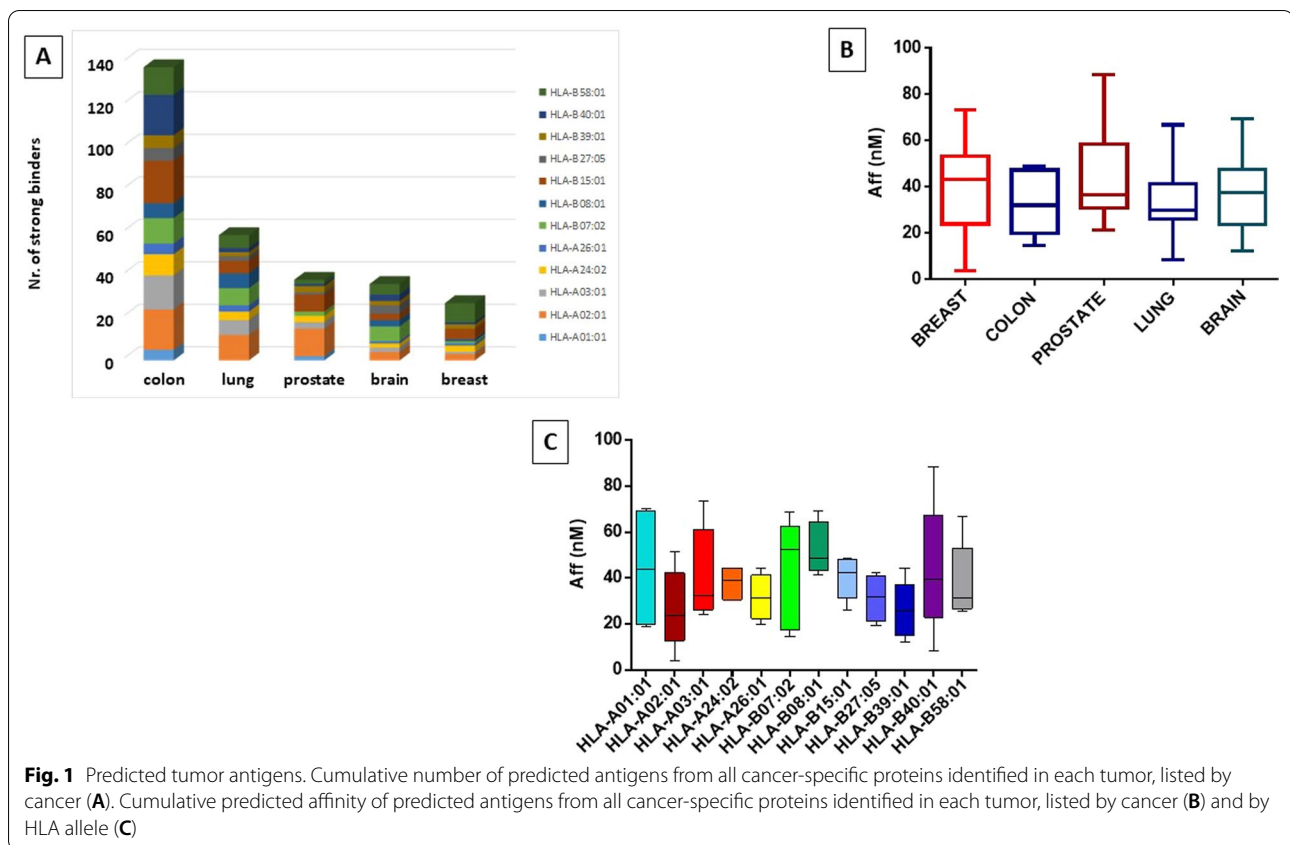 A
Nr. of strong binders
140
120
100
80
60
40
20
0
colon lung prostate brain breast
HLA-B58:01
HLA-B40:01
HLA-B39:01
HLA-B27:05
HLA-B15:01
HLA-B08:01
HLA-B07:02
HLA-A26:01
HLA-A24:02
HLA-A03:01
HLA-A02:01
HLA-A01:01
B
Aff (nM)
100
80
60
40
20
0
BREAST COLON PROSTATE LUNG BRAIN
C
Aff (nM)
100
80
60
40
20
0
HLA-A01:01 HLA-A02:01 HLA-A03:01 HLA-A24:02 HLA-A26:01 HLA-B07:02 HLA-B08:01 HLA-B15:01 HLA-B27:05 HLA-B39:01 HLA-B40:01 HLA-B58:01
Fig. 1 Predicted tumor antigens. Cumulative number of predicted antigens from all cancer-specific proteins identified in each tumor, listed by
cancer (A). Cumulative predicted affinity of predicted antigens from all cancer-specific proteins identified in each tumor, listed by cancer (B) and by
HLA allele (C)